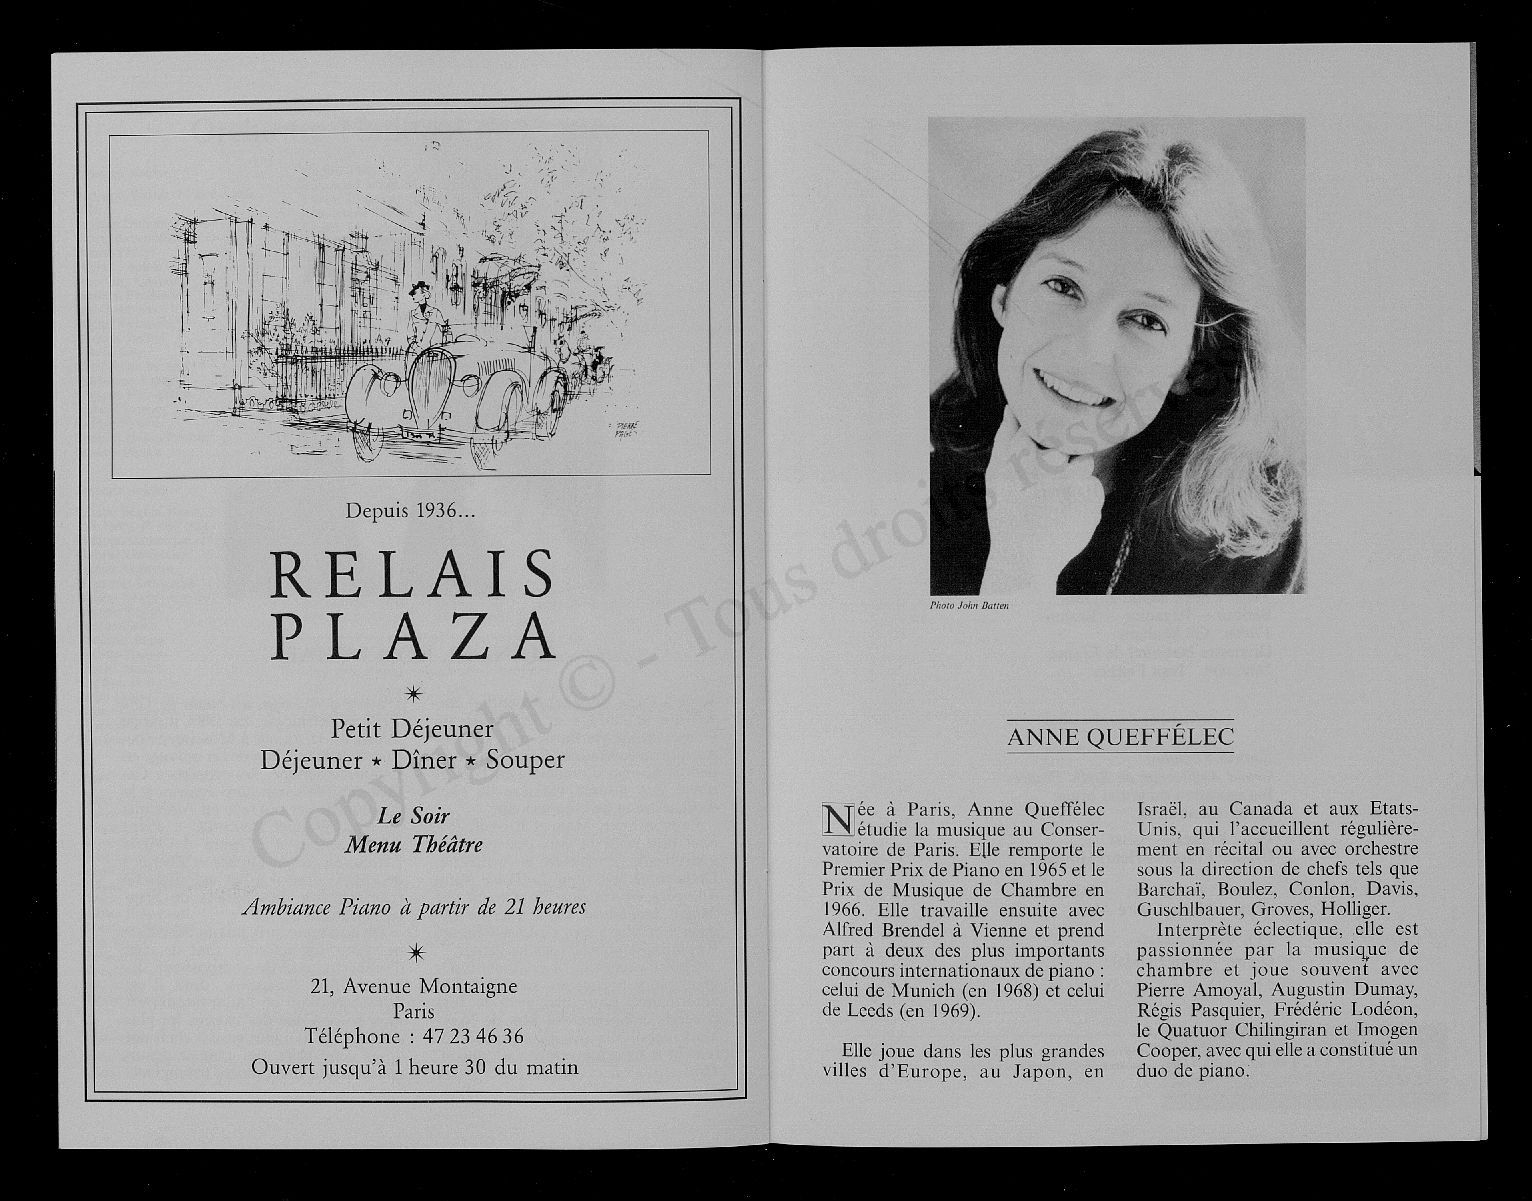 PIERRE
PAGÈS
Depuis 1936...
RELAIS
PLAZA
Petit Déjeuner
Déjeuner ★ Dîner ★ Souper
Le Soir
Menu Théâtre
Ambiance Piano à partir de 21 heures
21, Avenue Montaigne
Paris
Téléphone : 47 23 46 36
Ouvert jusqu'à 1 heure 30 du matin
Photo John Batten
ANNE QUEFFÉLEC
Née à Paris, Anne Queffélec
étudie la musique au Conser-
vatoire de Paris. Elle remporte le
Premier Prix de Piano en 1965 et le
Prix de Musique de Chambre en
1966. Elle travaille ensuite avec
Alfred Brendel à Vienne et prend
part à deux des plus importants
concours internationaux de piano :
celui de Munich (en 1968) et celui
de Leeds (en 1969).
Elle joue dans les plus grandes
villes d'Europe, au Japon, en
Israël, au Canada et aux Etats-
Unis, qui l'accueillent régulière-
ment en récital ou avec orchestre
sous la direction de chefs tels que
Barchaï, Boulez, Conlon, Davis,
Guschlbauer, Groves, Holliger.
Interprète éclectique, elle est
passionnée par la musique de
chambre et joue souvent avec
Pierre Amoyal, Augustin Dumay,
Régis Pasquier, Frédéric Lodéon,
le Quatuor Chilingiran et Imogen
Cooper, avec qui elle a constitué un
duo de piano.
Copyright © - Tous droits réservés